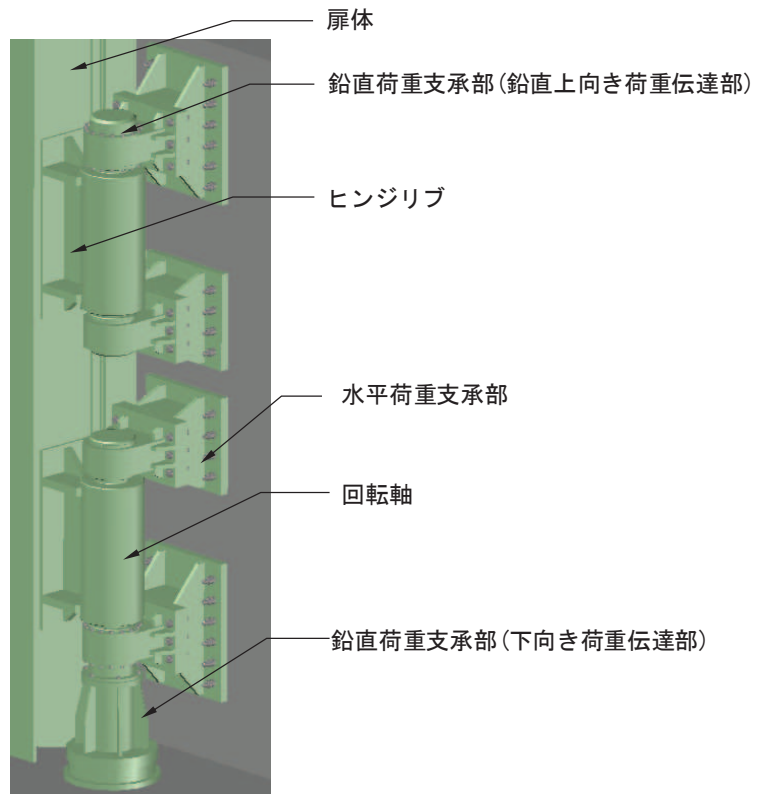 扉体
鉛直荷重支承部(鉛直上向き荷重伝達部)
ヒンジリブ
水平荷重支承部
回転軸
鉛直荷重支承部(下向き荷重伝達部)